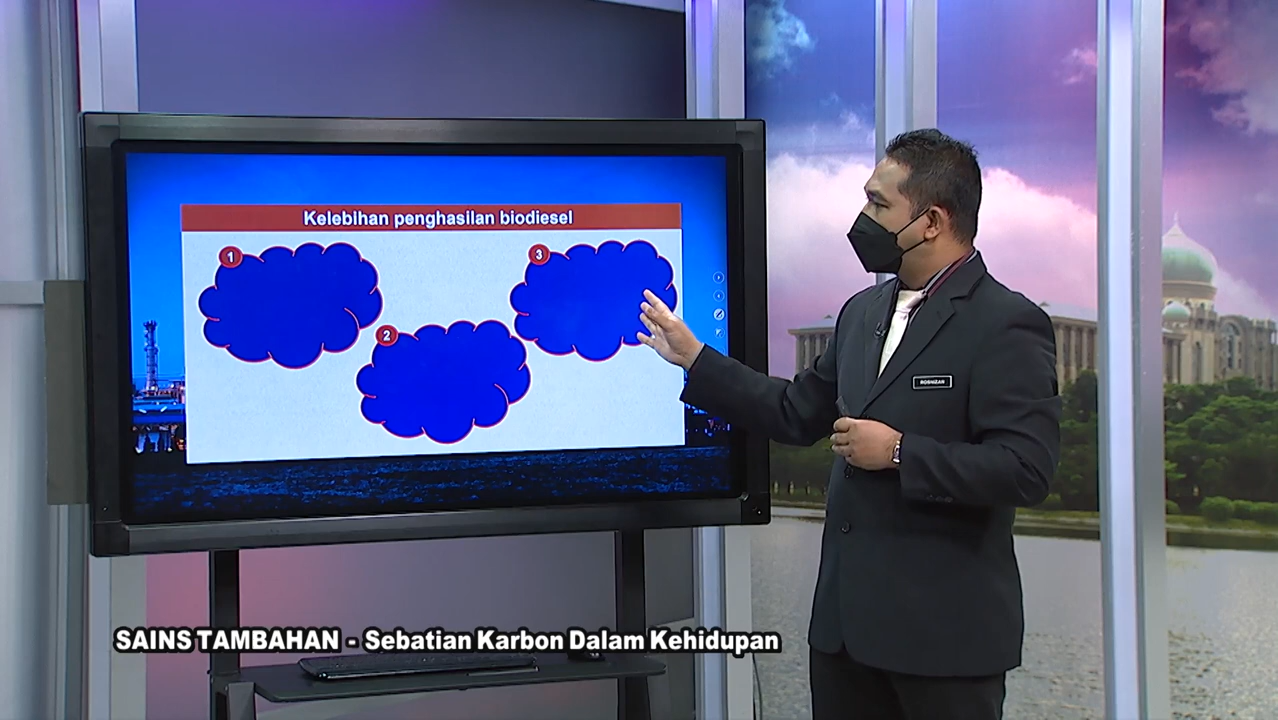 Kelebihan penghasilan biodiesel
1
3
2
ROSNIZAN
SAINS TAMBAHAN - Sebatian Karbon Dalam Kehidupan